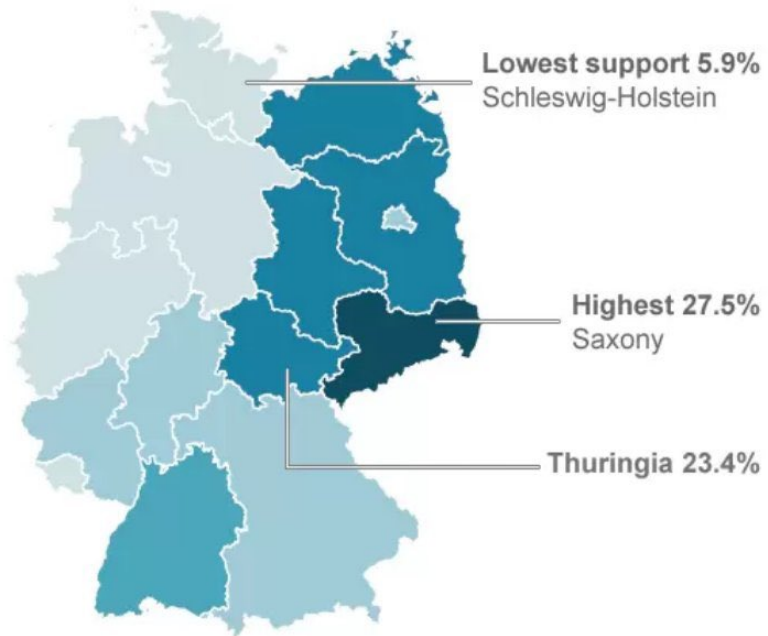 Lowest support 5.9%
Schleswig-Holstein
Highest 27.5%
Saxony
Thuringia 23.4%